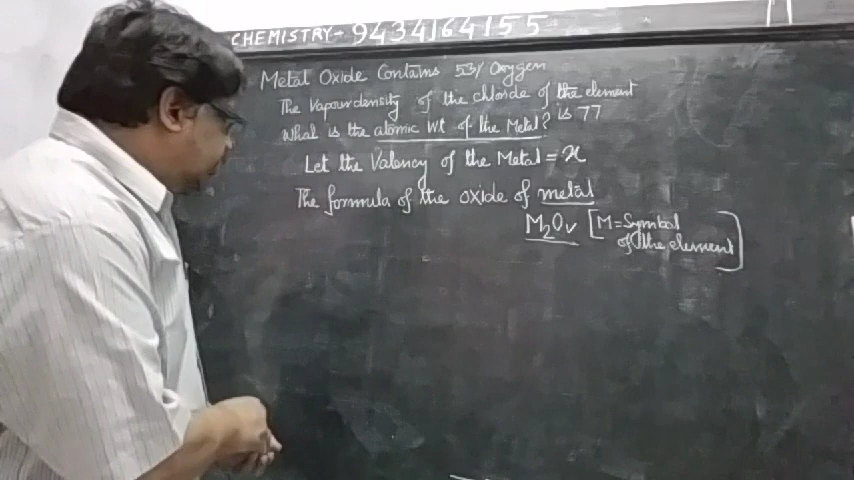 CHEMISTRY- 9434164155
Metal Oxide Contains 53% Oxygen
The Vapour density of the chloride of the element
is 77
What is the atomic Wt of the Metal?
Let the Valency of the Metal = x
The formula of the oxide of metal
M₂Ov [M = Symbol
of the element]